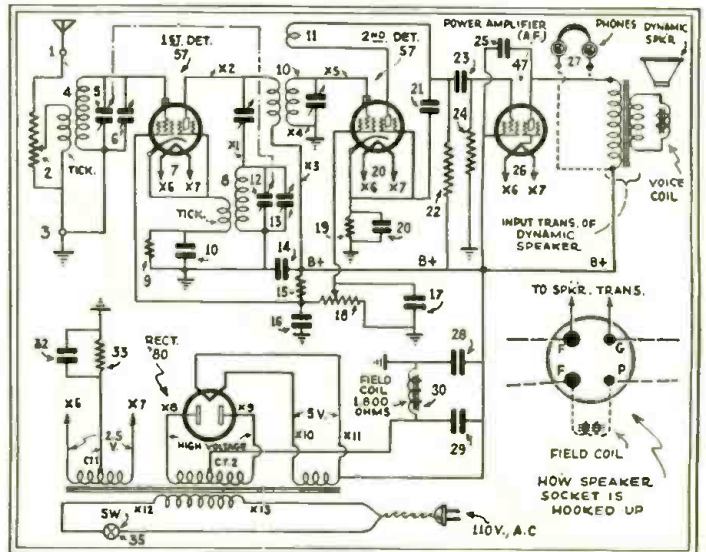 POWER AMPLIFIER
(A.F.)
PHONES
DYNAMIC
SPKR.
1ST. DET.
57
2ND. DET.
57
1
11
25
23
27
47
4
5
X2
10
X5
21
24
6
X4
2
TICK.
7
X6
X7
X1
8
12
X3
20
X6
X7
26
X6
X7
VOICE
COIL
3
TICK.
13
19
20
22
INPUT TRANS. OF
DYNAMIC
SPEAKER
9
10
14
B+
B+
15
17
TO SPKR. TRANS.
16
18
32
33
RECT.
'80
28
F
G
F
P
X6
X7
X8
X9
5 V.
FIELD
COIL
1,800
OHMS
30
2.5
V.
HIGH VOLTAGE
X10
X11
29
FIELD COIL
C.T.1
C.T.2
HOW SPEAKER
SOCKET IS
HOOKED UP
SW.
X12
X13
35
110V., A.C